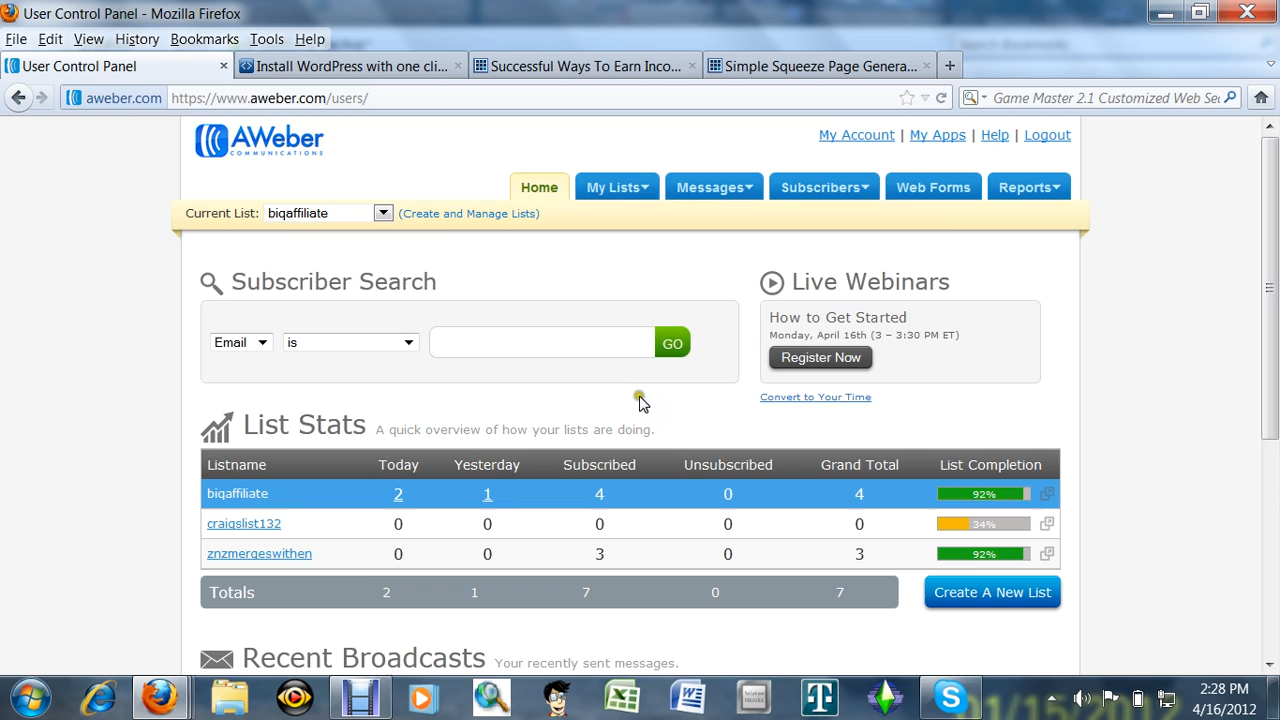 User Control Panel - Mozilla Firefox
File Edit View History Bookmarks Tools Help
User Control Panel × Install WordPress with one cli... × Successful Ways To Earn Inco... × Simple Squeeze Page Genera... × +
aweber.com https://www.aweber.com/users/ Game Master 2.1 Customized Web Se
AWeber
COMMUNICATIONS
My Account | My Apps | Help | Logout
Home My Lists▾ Messages▾ Subscribers▾ Web Forms Reports▾
Current List: biqaffiliate (Create and Manage Lists)
Subscriber Search
Email is GO
Live Webinars
How to Get Started
Monday, April 16th (3 – 3:30 PM ET)
Register Now
Convert to Your Time
List Stats A quick overview of how your lists are doing.
Listname Today Yesterday Subscribed Unsubscribed Grand Total List Completion
biqaffiliate 2 1 4 0 4 92%
craigslist132 0 0 0 0 0 34%
znzmergeswithen 0 0 3 0 3 92%
Totals 2 1 7 0 7
Create A New List
Recent Broadcasts Your recently sent messages.
2:28 PM
4/16/2012